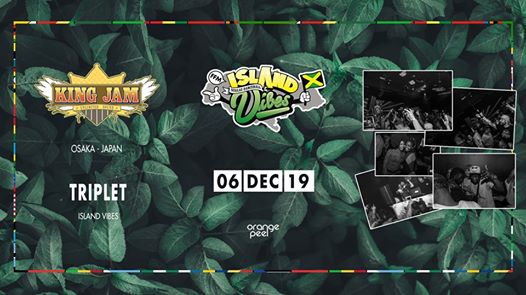 KING JAM
OSAKA - JAPAN
TRIPLET
ISLAND VIBES
ISLAND
Vibes
06 DEC 19
orange
peel